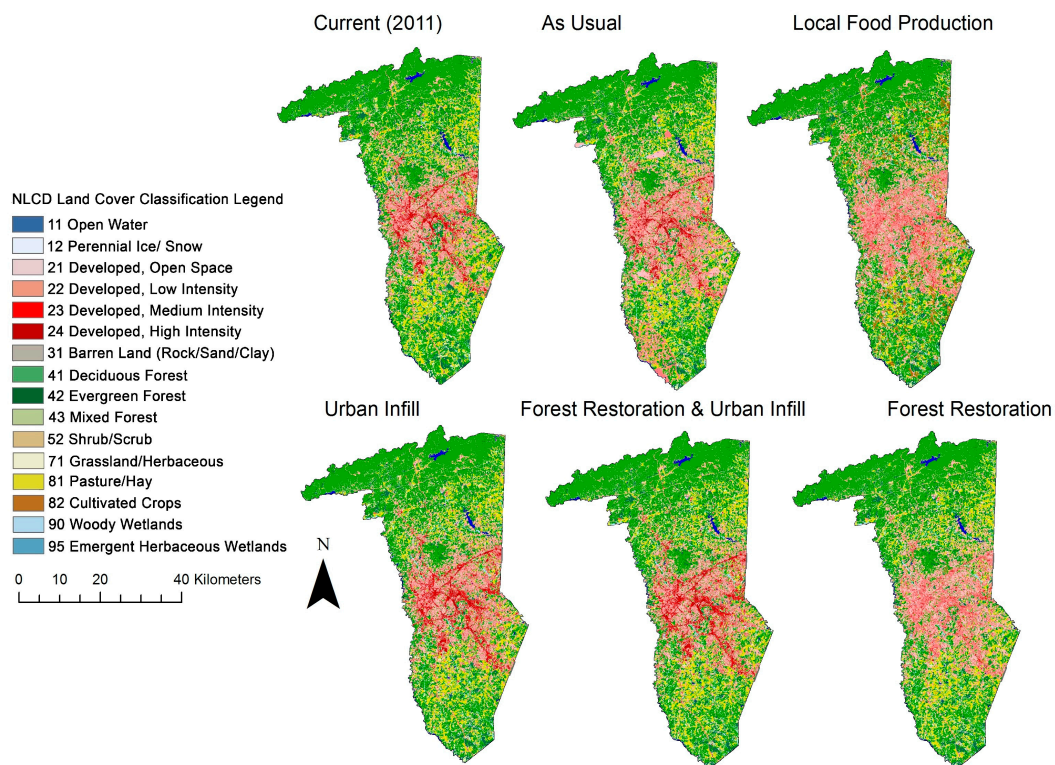 Current (2011)
As Usual
Local Food Production
NLCD Land Cover Classification Legend
11 Open Water
12 Perennial Ice/ Snow
21 Developed, Open Space
22 Developed, Low Intensity
23 Developed, Medium Intensity
24 Developed, High Intensity
31 Barren Land (Rock/Sand/Clay)
41 Deciduous Forest
42 Evergreen Forest
43 Mixed Forest
52 Shrub/Scrub
71 Grassland/Herbaceous
81 Pasture/Hay
82 Cultivated Crops
90 Woody Wetlands
95 Emergent Herbaceous Wetlands
0 10 20 40 Kilometers
N
Urban Infill
Forest Restoration & Urban Infill
Forest Restoration